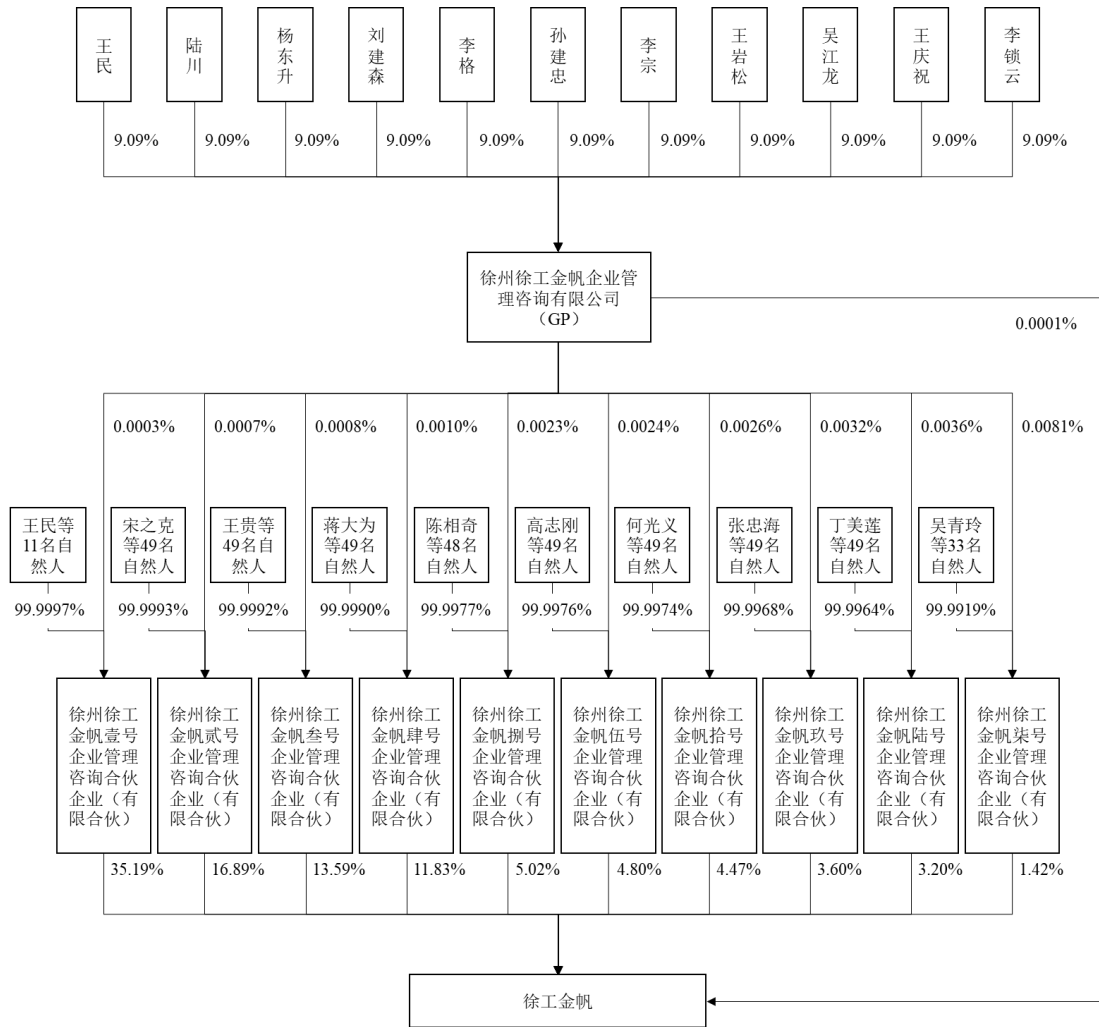 王民
陆川
杨东升
刘建森
李格
孙建忠
李宗
王岩松
吴江龙
王庆祝
李锁云
9.09%
9.09%
9.09%
9.09%
9.09%
9.09%
9.09%
9.09%
9.09%
9.09%
9.09%
徐州徐工金帆企业管
理咨询有限公司
（GP）
0.0001%
0.0003%
0.0007%
0.0008%
0.0010%
0.0023%
0.0024%
0.0026%
0.0032%
0.0036%
0.0081%
王民等
11名自
然人
宋之克
等49名
自然人
王贵等
49名自
然人
蒋大为
等49名
自然人
陈相奇
等48名
自然人
高志刚
等49名
自然人
何光义
等49名
自然人
张忠海
等49名
自然人
丁美莲
等49名
自然人
吴青玲
等33名
自然人
99.9997%
99.9993%
99.9992%
99.9990%
99.9977%
99.9976%
99.9974%
99.9968%
99.9964%
99.9919%
徐州徐工
金帆壹号
企业管理
咨询合伙
企业（有
限合伙）
徐州徐工
金帆贰号
企业管理
咨询合伙
企业（有
限合伙）
徐州徐工
金帆叁号
企业管理
咨询合伙
企业（有
限合伙）
徐州徐工
金帆肆号
企业管理
咨询合伙
企业（有
限合伙）
徐州徐工
金帆捌号
企业管理
咨询合伙
企业（有
限合伙）
徐州徐工
金帆伍号
企业管理
咨询合伙
企业（有
限合伙）
徐州徐工
金帆拾号
企业管理
咨询合伙
企业（有
限合伙）
徐州徐工
金帆玖号
企业管理
咨询合伙
企业（有
限合伙）
徐州徐工
金帆陆号
企业管理
咨询合伙
企业（有
限合伙）
徐州徐工
金帆柒号
企业管理
咨询合伙
企业（有
限合伙）
35.19%
16.89%
13.59%
11.83%
5.02%
4.80%
4.47%
3.60%
3.20%
1.42%
徐工金帆